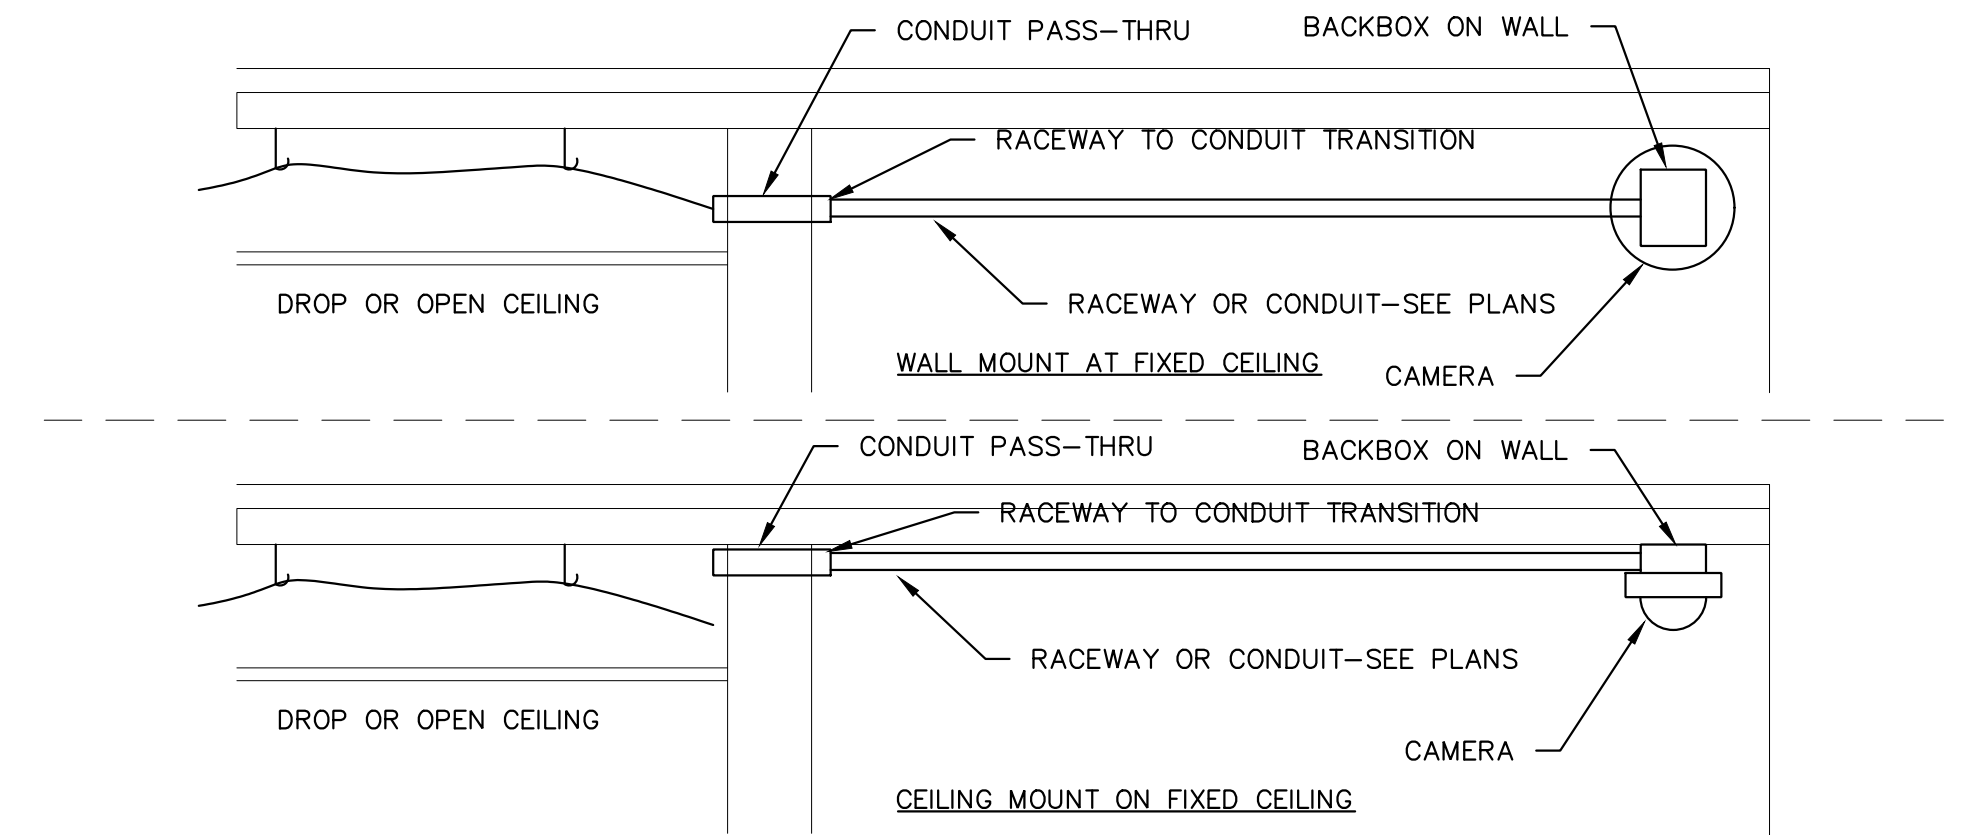 CONDUIT PASS-THRU
BACKBOX ON WALL
RACEWAY TO CONDUIT TRANSITION
DROP OR OPEN CEILING
RACEWAY OR CONDUIT-SEE PLANS
WALL MOUNT AT FIXED CEILING
CAMERA
CONDUIT PASS-THRU
BACKBOX ON WALL
RACEWAY TO CONDUIT TRANSITION
RACEWAY OR CONDUIT-SEE PLANS
DROP OR OPEN CEILING
CAMERA
CEILING MOUNT ON FIXED CEILING